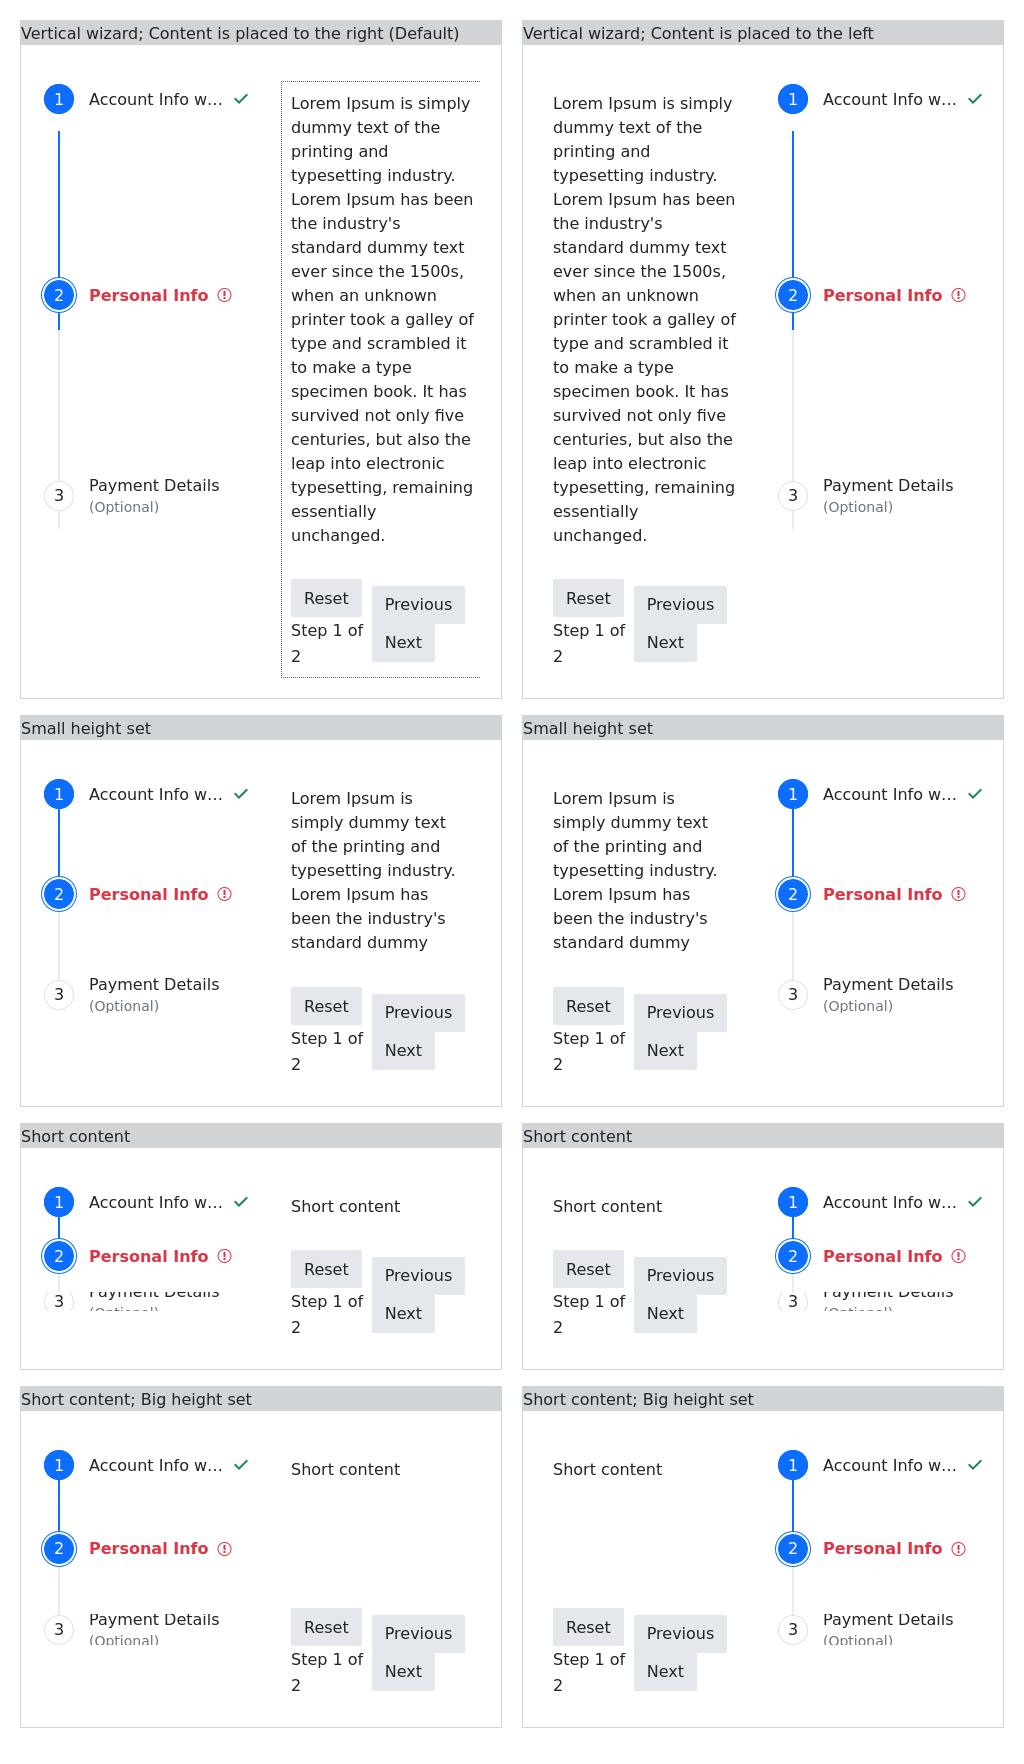 Vertical wizard; Content is placed to the right (Default)
1 Account Info w...
2 Personal Info
3 Payment Details
(Optional)
Lorem Ipsum is simply
dummy text of the
printing and
typesetting industry.
Lorem Ipsum has been
the industry's
standard dummy text
ever since the 1500s,
when an unknown
printer took a galley of
type and scrambled it
to make a type
specimen book. It has
survived not only five
centuries, but also the
leap into electronic
typesetting, remaining
essentially
unchanged.
Reset
Step 1 of
2
Previous
Next
Vertical wizard; Content is placed to the left
Lorem Ipsum is simply
dummy text of the
printing and
typesetting industry.
Lorem Ipsum has been
the industry's
standard dummy text
ever since the 1500s,
when an unknown
printer took a galley of
type and scrambled it
to make a type
specimen book. It has
survived not only five
centuries, but also the
leap into electronic
typesetting, remaining
essentially
unchanged.
Reset
Step 1 of
2
Previous
Next
1 Account Info w...
2 Personal Info
3 Payment Details
(Optional)
Small height set
1 Account Info w...
2 Personal Info
3 Payment Details
(Optional)
Lorem Ipsum is
simply dummy text
of the printing and
typesetting industry.
Lorem Ipsum has
been the industry's
standard dummy
Reset
Step 1 of
2
Previous
Next
Small height set
Lorem Ipsum is
simply dummy text
of the printing and
typesetting industry.
Lorem Ipsum has
been the industry's
standard dummy
Reset
Step 1 of
2
Previous
Next
1 Account Info w...
2 Personal Info
3 Payment Details
(Optional)
Short content
1 Account Info w...
2 Personal Info
3 Payment Details
(Optional)
Short content
Reset
Step 1 of
2
Previous
Next
Short content
Short content
Reset
Step 1 of
2
Previous
Next
1 Account Info w...
2 Personal Info
3 Payment Details
(Optional)
Short content; Big height set
1 Account Info w...
2 Personal Info
3 Payment Details
(Optional)
Short content
Reset
Step 1 of
2
Previous
Next
Short content; Big height set
Short content
Reset
Step 1 of
2
Previous
Next
1 Account Info w...
2 Personal Info
3 Payment Details
(Optional)